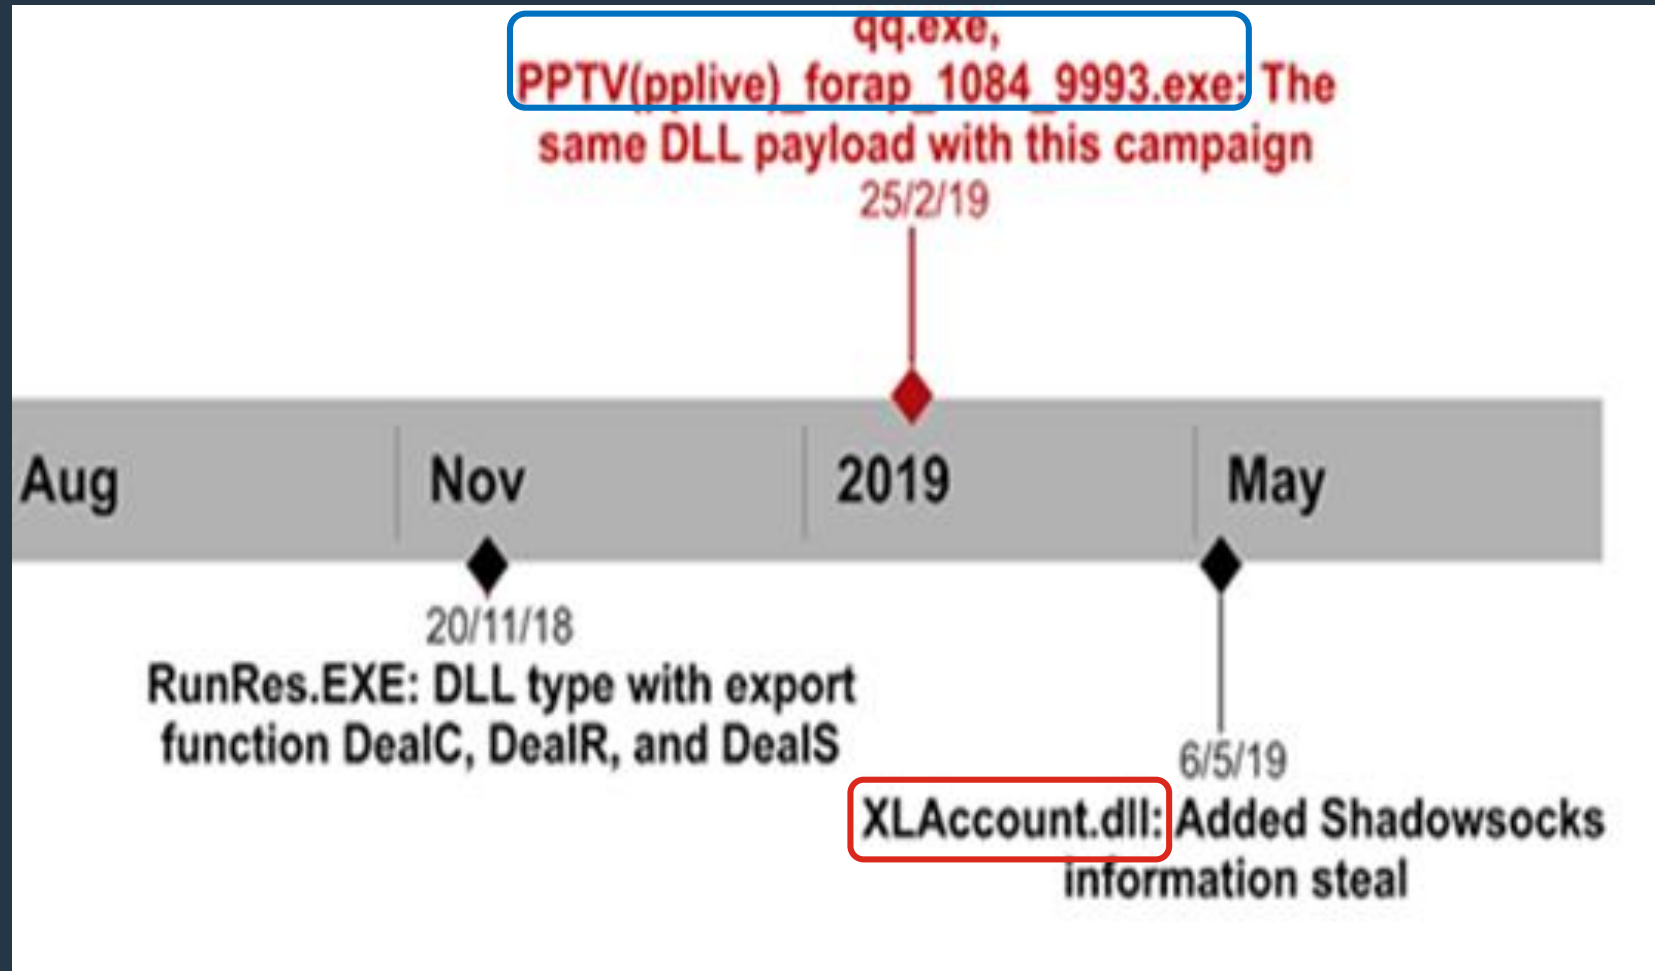 qq.exe,
PPTV(pplive)_forap_1084_9993.exe: The
same DLL payload with this campaign
25/2/19
Aug
Nov
2019
May
20/11/18
RunRes.EXE: DLL type with export
function DealC, DealR, and DealS
6/5/19
XLAccount.dll: Added Shadowsocks
information steal